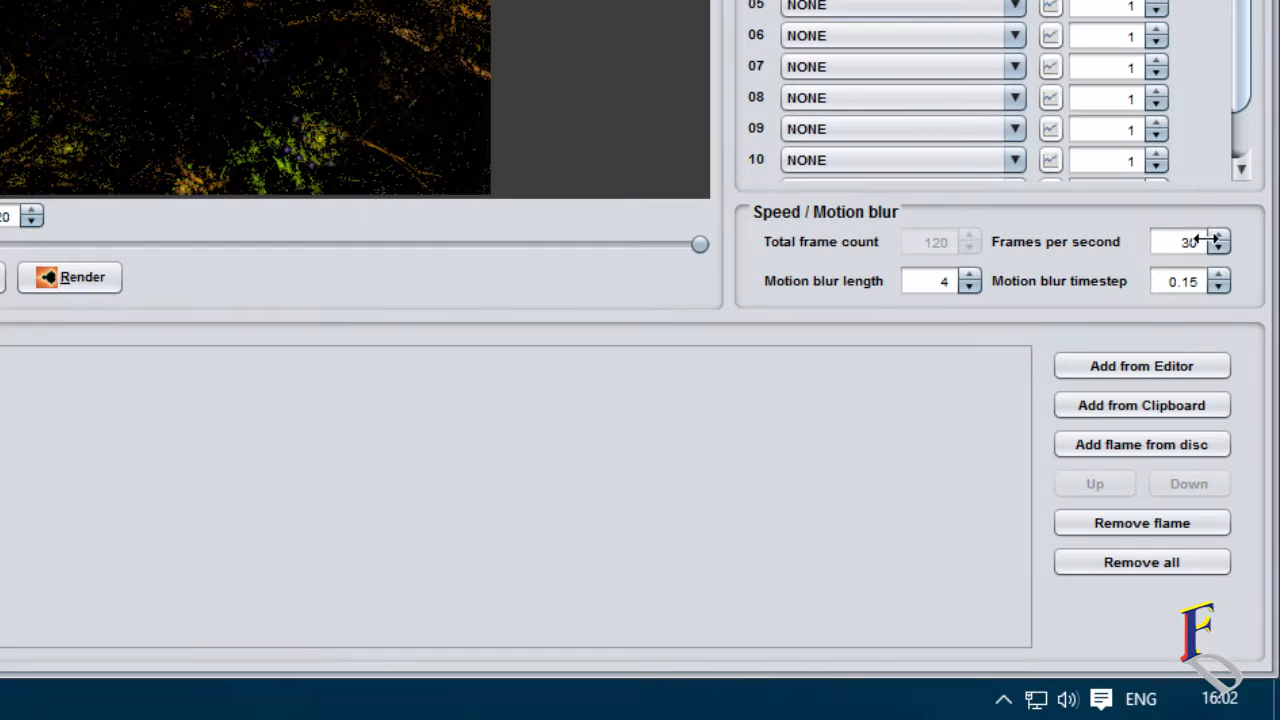 05 NONE 1
06 NONE 1
07 NONE 1
08 NONE 1
09 NONE 1
10 NONE 1
20
Render
Speed / Motion blur
Total frame count 120 Frames per second 30
Motion blur length 4 Motion blur timestep 0.15
Add from Editor
Add from Clipboard
Add flame from disc
Up Down
Remove flame
Remove all
F
D
ENG 16:02